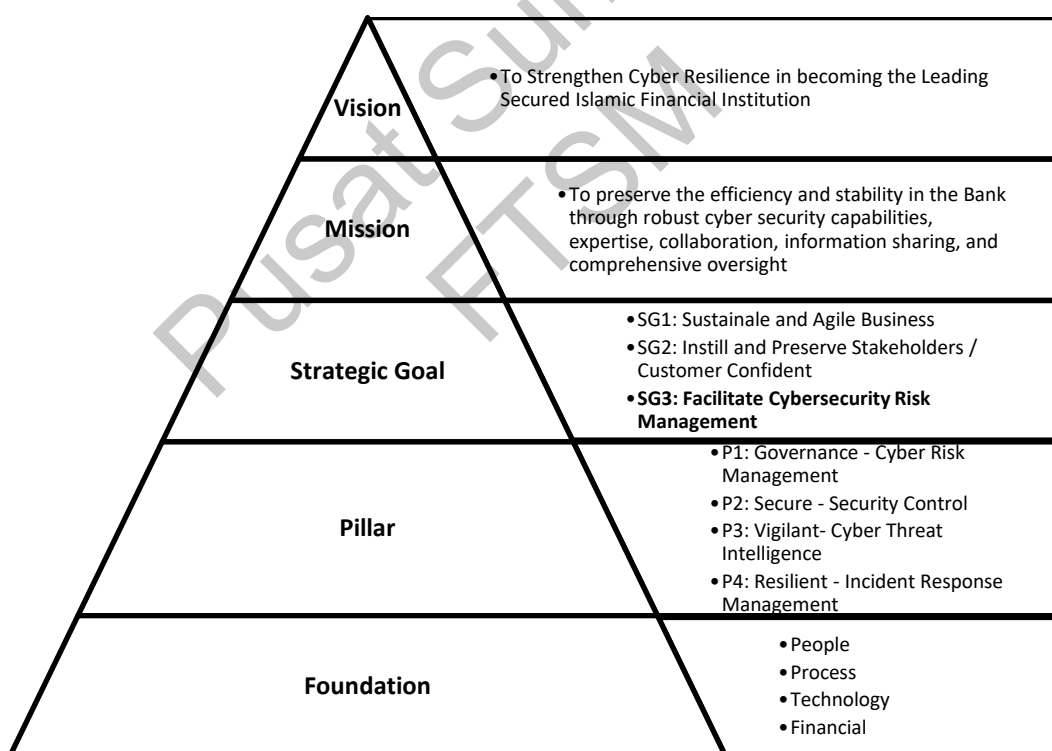 Vision
•To Strengthen Cyber Resilience in becoming the Leading
Secured Islamic Financial Institution
Mission
•To preserve the efficiency and stability in the Bank
through robust cyber security capabilities,
expertise, collaboration, information sharing, and
comprehensive oversight
Strategic Goal
•SG1: Sustainale and Agile Business
•SG2: Instill and Preserve Stakeholders /
Customer Confident
•SG3: Facilitate Cybersecurity Risk
Management
Pillar
•P1: Governance - Cyber Risk
Management
•P2: Secure - Security Control
•P3: Vigilant- Cyber Threat
Intelligence
•P4: Resilient - Incident Response
Management
Foundation
•People
•Process
•Technology
•Financial
Pusat
FTSM